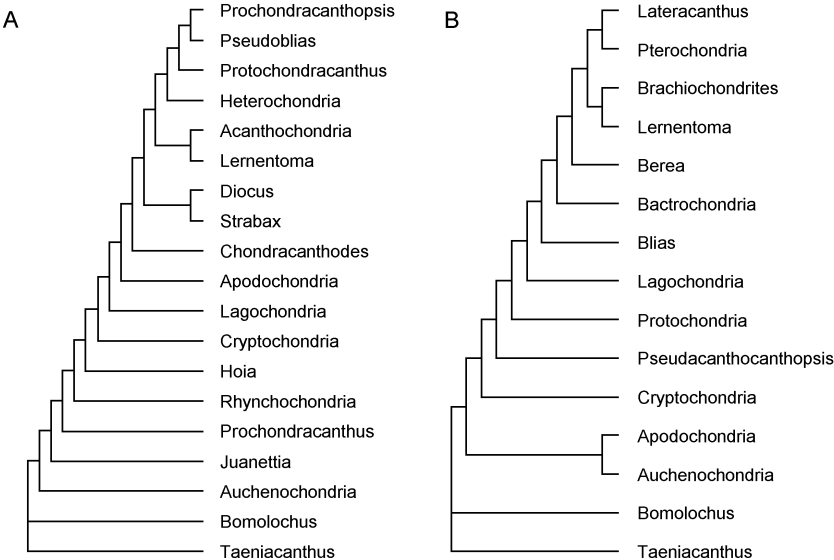 A
Prochondracanthopsis
Pseudoblias
Protochondracanthus
Heterochondria
Acanthochondria
Lernentoma
Diocus
Strabax
Chondracanthodes
Apodochondria
Lagochondria
Cryptochondria
Hoia
Rhynchochondria
Prochondracanthus
Juanettia
Auchenochondria
Bomolochus
Taeniacanthus
B
Lateracanthus
Pterochondria
Brachiochondrites
Lernentoma
Berea
Bactrochondria
Blias
Lagochondria
Protochondria
Pseudacanthocanthopsis
Cryptochondria
Apodochondria
Auchenochondria
Bomolochus
Taeniacanthus